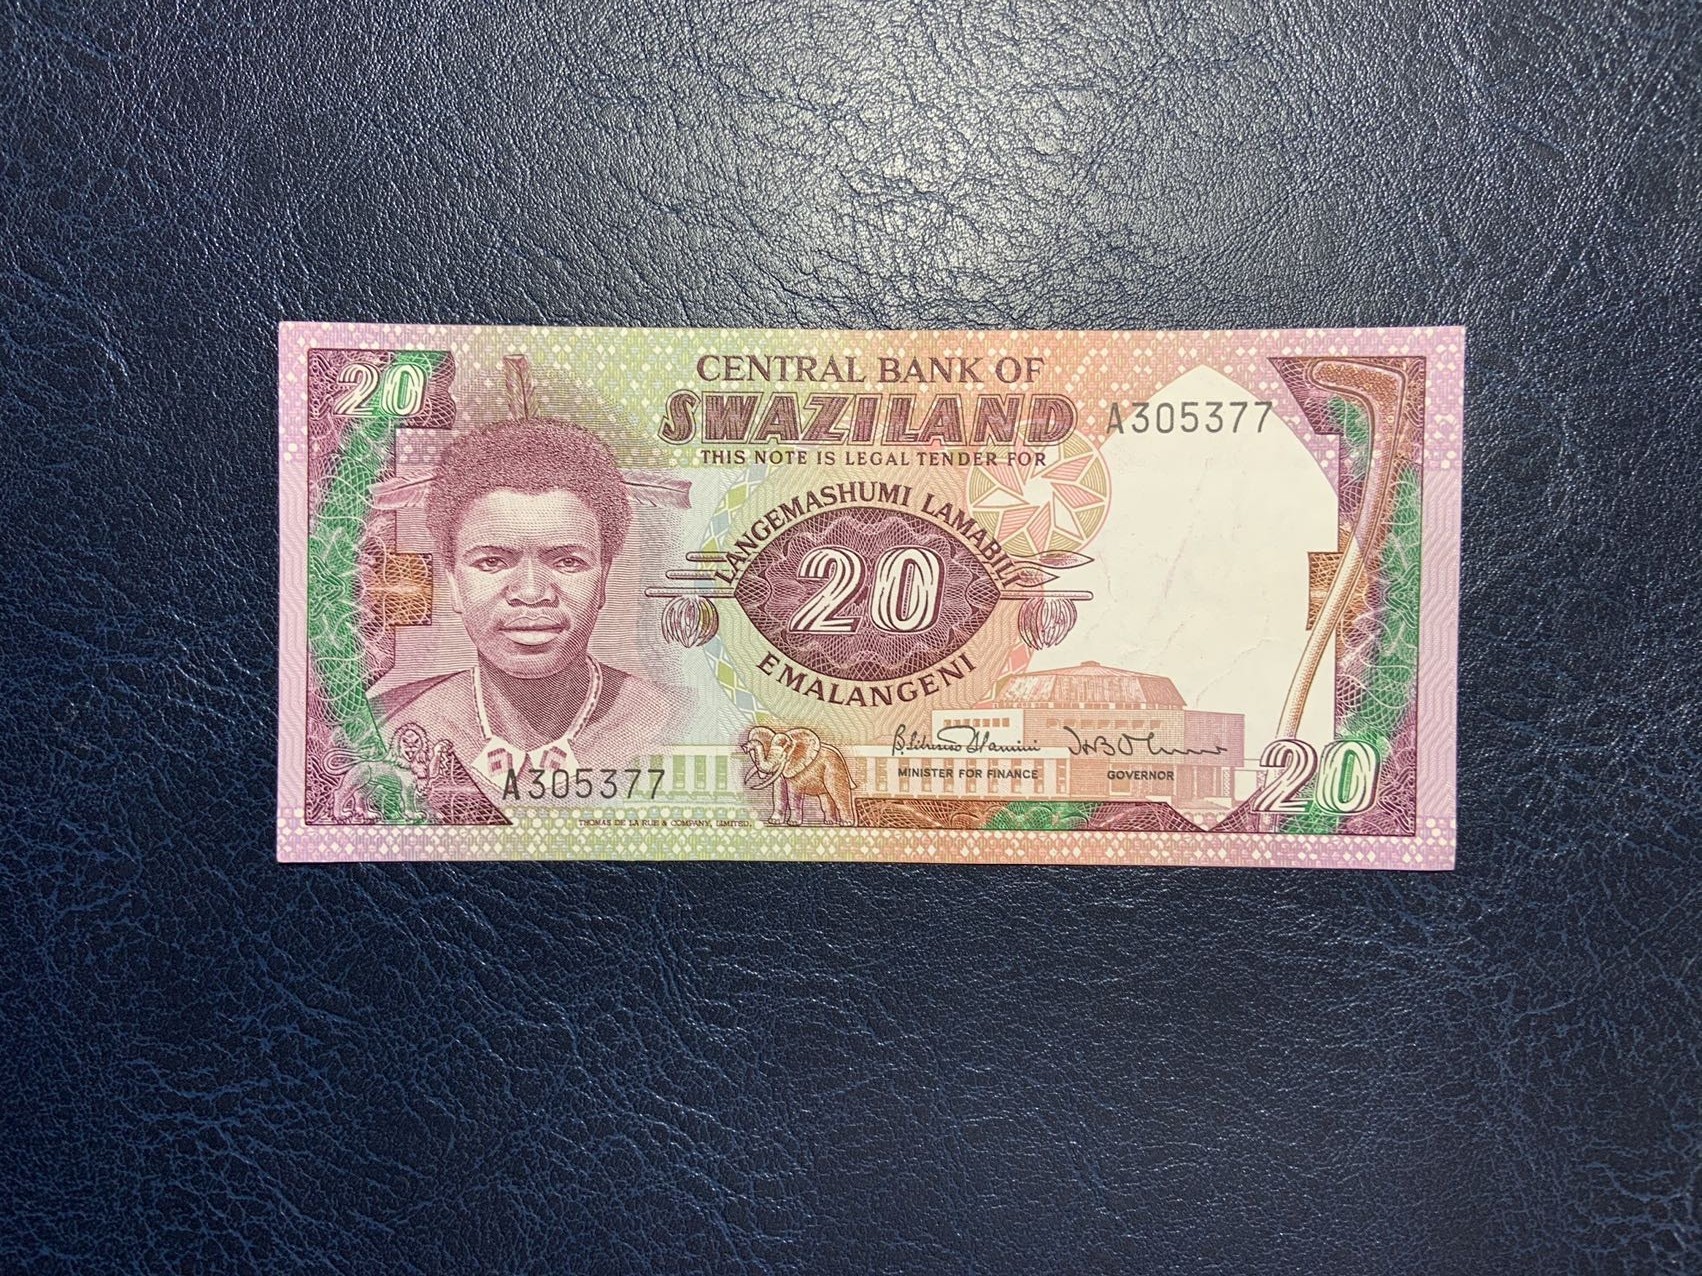 20
CENTRAL BANK OF
SWAZILAND
A305377
THIS NOTE IS LEGAL TENDER FOR
LANGEMASHUMI LAMABILI
20
EMALANGENI
MINISTER FOR FINANCE
GOVERNOR
A305377
20
THOMAS DE LA RUE & COMPANY, LIMITED.